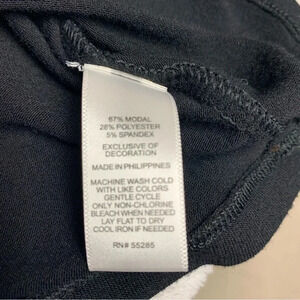 67% MODAL
28% POLYESTER
5% SPANDEX
EXCLUSIVE OF
DECORATION
MADE IN PHILIPPINES
MACHINE WASH COLD
WITH LIKE COLORS
GENTLE CYCLE
ONLY NON-CHLORINE
BLEACH WHEN NEEDED
LAY FLAT TO DRY
COOL IRON IF NEEDED
RN# 55285